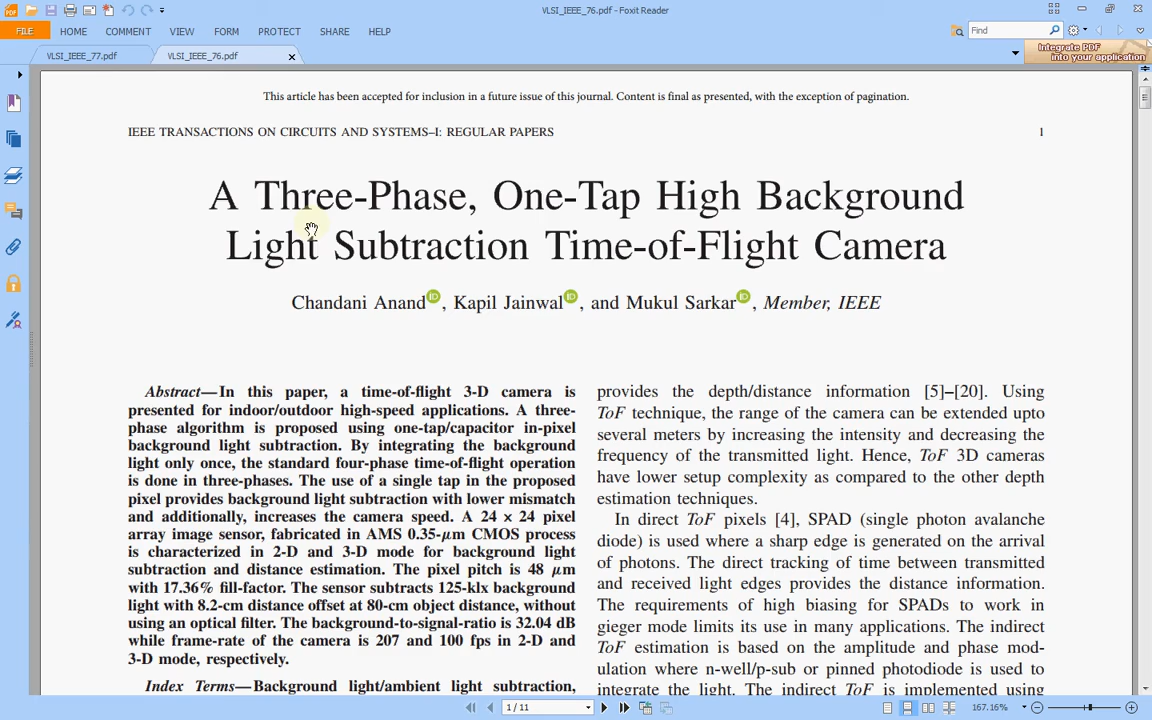 VLSI_IEEE_76.pdf - Foxit Reader
FILE HOME COMMENT VIEW FORM PROTECT SHARE HELP
Find
VLSI_IEEE_77.pdf VLSI_IEEE_76.pdf
Integrate PDF
into your application
This article has been accepted for inclusion in a future issue of this journal. Content is final as presented, with the exception of pagination.
IEEE TRANSACTIONS ON CIRCUITS AND SYSTEMS–I: REGULAR PAPERS 1
A Three-Phase, One-Tap High Background
Light Subtraction Time-of-Flight Camera
Chandani Anand, Kapil Jainwal, and Mukul Sarkar, Member, IEEE
Abstract—In this paper, a time-of-flight 3-D camera is
presented for indoor/outdoor high-speed applications. A three-
phase algorithm is proposed using one-tap/capacitor in-pixel
background light subtraction. By integrating the background
light only once, the standard four-phase time-of-flight operation
is done in three-phases. The use of a single tap in the proposed
pixel provides background light subtraction with lower mismatch
and additionally, increases the camera speed. A 24 x 24 pixel
array image sensor, fabricated in AMS 0.35-μm CMOS process
is characterized in 2-D and 3-D mode for background light
subtraction and distance estimation. The pixel pitch is 48 μm
with 17.36% fill-factor. The sensor subtracts 125-klx background
light with 8.2-cm distance offset at 80-cm object distance, without
using an optical filter. The background-to-signal-ratio is 32.04 dB
while frame-rate of the camera is 207 and 100 fps in 2-D and
3-D mode, respectively.
Index Terms—Background light/ambient light subtraction,
provides the depth/distance information [5]–[20]. Using
ToF technique, the range of the camera can be extended upto
several meters by increasing the intensity and decreasing the
frequency of the transmitted light. Hence, ToF 3D cameras
have lower setup complexity as compared to the other depth
estimation techniques.
In direct ToF pixels [4], SPAD (single photon avalanche
diode) is used where a sharp edge is generated on the arrival
of photons. The direct tracking of time between transmitted
and received light edges provides the distance information.
The requirements of high biasing for SPADs to work in
gieger mode limits its use in many applications. The indirect
ToF estimation is based on the amplitude and phase mod-
ulation where n-well/p-sub or pinned photodiode is used to
integrate the light. The indirect ToF is implemented using
1 / 11
167.16%